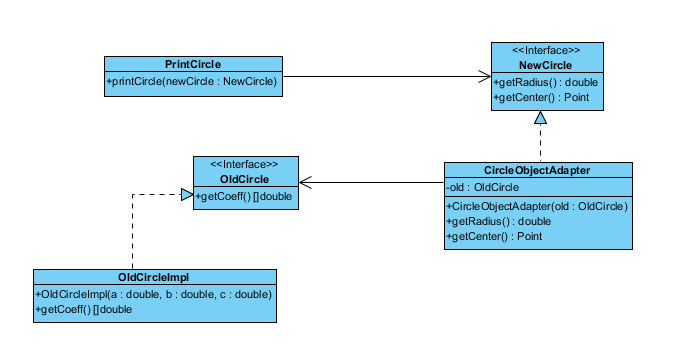 PrintCircle
+printCircle(newCircle : NewCircle)
<<Interface>>
NewCircle
+getRadius() : double
+getCenter() : Point
<<Interface>>
OldCircle
+getCoeff() []double
CircleObjectAdapter
-old : OldCircle
+CircleObjectAdapter(old : OldCircle)
+getRadius() : double
+getCenter() : Point
OldCircleImpl
+OldCircleImpl(a : double, b : double, c : double)
+getCoeff() []double